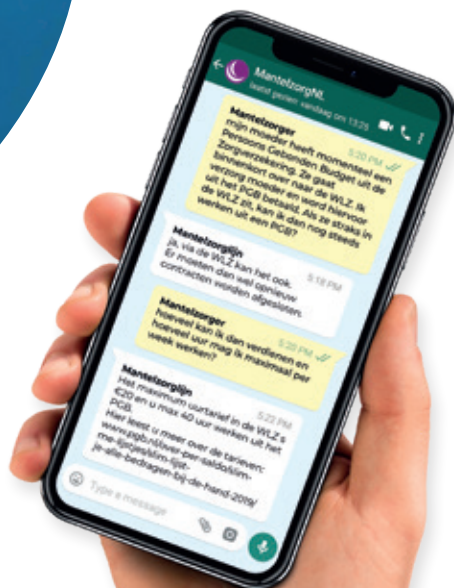 MantelzorgNL
laatst gezien vandaag om 13:25
Mantelzorger
5:20 PM
mijn moeder heeft momenteel een
Persoons Gebonden Budget uit de
Zorgverzekering. Ze gaat
binnenkort over naar de WLZ. Ik
verzorg moeder en word hiervoor
uit het PGB betaald. Als ze straks in
de WLZ zit, kan ik dan nog steeds
werken uit een PGB?
Mantelzorglijn
5:18 PM
ja, via de WLZ kan het ook.
Er moeten dan wel opnieuw
contracten worden afgesloten.
Mantelzorger
5:20 PM
hoeveel kan ik dan verdienen en
hoeveel uur mag ik maximaal per
week werken?
Mantelzorglijn
5:23 PM
Het maximum uurtarief in de WLZ s
€20 en u max 40 uur werken uit het
PGB.
Hier leest u meer over de tarieven:
www.pgb.nl/over-per-saldo/slim-
me-lijstjes/slim-lijst-
je-alle-bedragen-bij-de-hand-2019/
Type a message